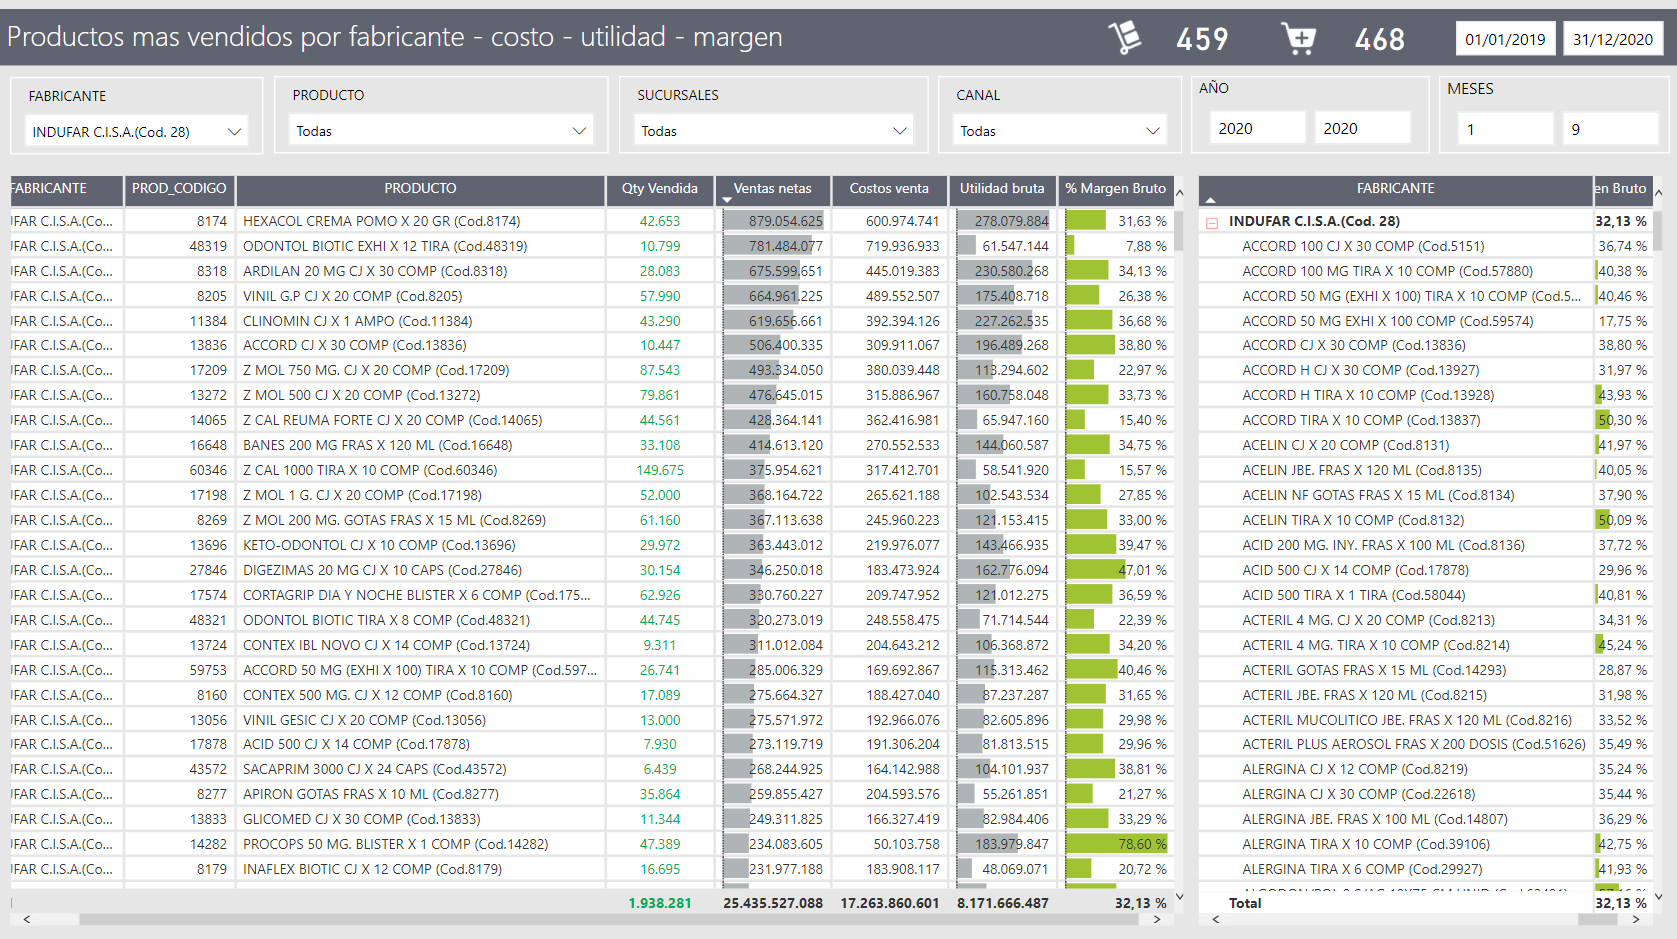 Productos mas vendidos por fabricante - costo - utilidad - margen
459
468
01/01/2019
31/12/2020
FABRICANTE
INDUFAR C.I.S.A.(Cod. 28)
PRODUCTO
Todas
SUCURSALES
Todas
CANAL
Todas
AÑO
2020
2020
MESES
1
9
FABRICANTE PROD_CODIGO PRODUCTO Qty Vendida Ventas netas Costos venta Utilidad bruta % Margen Bruto
UFAR C.I.S.A.(Co... 8174 HEXACOL CREMA POMO X 20 GR (Cod.8174) 42.653 879.054.625 600.974.741 278.079.884 31,63 %
UFAR C.I.S.A.(Co... 48319 ODONTOL BIOTIC EXHI X 12 TIRA (Cod.48319) 10.799 781.484.077 719.936.933 61.547.144 7,88 %
UFAR C.I.S.A.(Co... 8318 ARDILAN 20 MG CJ X 30 COMP (Cod.8318) 28.083 675.599.651 445.019.383 230.580.268 34,13 %
UFAR C.I.S.A.(Co... 8205 VINIL G.P CJ X 20 COMP (Cod.8205) 57.990 664.961.225 489.552.507 175.408.718 26,38 %
UFAR C.I.S.A.(Co... 11384 CLINOMIN CJ X 1 AMPO (Cod.11384) 43.290 619.656.661 392.394.126 227.262.535 36,68 %
UFAR C.I.S.A.(Co... 13836 ACCORD CJ X 30 COMP (Cod.13836) 10.447 506.400.335 309.911.067 196.489.268 38,80 %
UFAR C.I.S.A.(Co... 17209 Z MOL 750 MG. CJ X 20 COMP (Cod.17209) 87.543 493.334.050 380.039.448 113.294.602 22,97 %
UFAR C.I.S.A.(Co... 13272 Z MOL 500 CJ X 20 COMP (Cod.13272) 79.861 476.645.015 315.886.967 160.758.048 33,73 %
UFAR C.I.S.A.(Co... 14065 Z CAL REUMA FORTE CJ X 20 COMP (Cod.14065) 44.561 428.364.141 362.416.981 65.947.160 15,40 %
UFAR C.I.S.A.(Co... 16648 BANES 200 MG FRAS X 120 ML (Cod.16648) 33.108 414.613.120 270.552.533 144.060.587 34,75 %
UFAR C.I.S.A.(Co... 60346 Z CAL 1000 TIRA X 10 COMP (Cod.60346) 149.675 375.954.621 317.412.701 58.541.920 15,57 %
UFAR C.I.S.A.(Co... 17198 Z MOL 1 G. CJ X 20 COMP (Cod.17198) 52.000 368.164.722 265.621.188 102.543.534 27,85 %
UFAR C.I.S.A.(Co... 8269 Z MOL 200 MG. GOTAS FRAS X 15 ML (Cod.8269) 61.160 367.113.638 245.960.223 121.153.415 33,00 %
UFAR C.I.S.A.(Co... 13696 KETO-ODONTOL CJ X 10 COMP (Cod.13696) 29.972 363.443.012 219.976.077 143.466.935 39,47 %
UFAR C.I.S.A.(Co... 27846 DIGEZIMAS 20 MG CJ X 10 CAPS (Cod.27846) 30.154 346.250.018 183.473.924 162.776.094 47,01 %
UFAR C.I.S.A.(Co... 17574 CORTAGRIP DIA Y NOCHE BLISTER X 6 COMP (Cod.175... 62.926 330.760.227 209.747.952 121.012.275 36,59 %
UFAR C.I.S.A.(Co... 48321 ODONTOL BIOTIC TIRA X 8 COMP (Cod.48321) 44.745 320.273.019 248.558.475 71.714.544 22,39 %
UFAR C.I.S.A.(Co... 13724 CONTEX IBL NOVO CJ X 14 COMP (Cod.13724) 9.311 311.012.084 204.643.212 106.368.872 34,20 %
UFAR C.I.S.A.(Co... 59753 ACCORD 50 MG (EXHI X 100) TIRA X 10 COMP (Cod.597... 26.741 285.006.329 169.692.867 115.313.462 40,46 %
UFAR C.I.S.A.(Co... 8160 CONTEX 500 MG. CJ X 12 COMP (Cod.8160) 17.089 275.664.327 188.427.040 87.237.287 31,65 %
UFAR C.I.S.A.(Co... 13056 VINIL GESIC CJ X 20 COMP (Cod.13056) 13.000 275.571.972 192.966.076 82.605.896 29,98 %
UFAR C.I.S.A.(Co... 17878 ACID 500 CJ X 14 COMP (Cod.17878) 7.930 273.119.719 191.306.204 81.813.515 29,96 %
UFAR C.I.S.A.(Co... 43572 SACAPRIM 3000 CJ X 24 CAPS (Cod.43572) 6.439 268.244.925 164.142.988 104.101.937 38,81 %
UFAR C.I.S.A.(Co... 8277 APIRON GOTAS FRAS X 10 ML (Cod.8277) 35.864 259.855.427 204.593.576 55.261.851 21,27 %
UFAR C.I.S.A.(Co... 13833 GLICOMED CJ X 30 COMP (Cod.13833) 11.344 249.311.825 166.327.419 82.984.406 33,29 %
UFAR C.I.S.A.(Co... 14282 PROCOPS 50 MG. BLISTER X 1 COMP (Cod.14282) 47.389 234.083.605 50.103.758 183.979.847 78,60 %
UFAR C.I.S.A.(Co... 8179 INAFLEX BIOTIC CJ X 12 COMP (Cod.8179) 16.695 231.977.188 183.908.117 48.069.071 20,72 %
1.938.281 25.435.527.088 17.263.860.601 8.171.666.487 32,13 %
FABRICANTE en Bruto
INDUFAR C.I.S.A.(Cod. 28) 32,13 %
ACCORD 100 CJ X 30 COMP (Cod.5151) 36,74 %
ACCORD 100 MG TIRA X 10 COMP (Cod.57880) 40,38 %
ACCORD 50 MG (EXHI X 100) TIRA X 10 COMP (Cod.5... 40,46 %
ACCORD 50 MG EXHI X 100 COMP (Cod.59574) 17,75 %
ACCORD CJ X 30 COMP (Cod.13836) 38,80 %
ACCORD H CJ X 30 COMP (Cod.13927) 31,97 %
ACCORD H TIRA X 10 COMP (Cod.13928) 43,93 %
ACCORD TIRA X 10 COMP (Cod.13837) 50,30 %
ACELIN CJ X 20 COMP (Cod.8131) 41,97 %
ACELIN JBE. FRAS X 120 ML (Cod.8135) 40,05 %
ACELIN NF GOTAS FRAS X 15 ML (Cod.8134) 37,90 %
ACELIN TIRA X 10 COMP (Cod.8132) 50,09 %
ACID 200 MG. INY. FRAS X 100 ML (Cod.8136) 37,72 %
ACID 500 CJ X 14 COMP (Cod.17878) 29,96 %
ACID 500 TIRA X 1 TIRA (Cod.58044) 40,81 %
ACTERIL 4 MG. CJ X 20 COMP (Cod.8213) 34,31 %
ACTERIL 4 MG. TIRA X 10 COMP (Cod.8214) 45,24 %
ACTERIL GOTAS FRAS X 15 ML (Cod.14293) 28,87 %
ACTERIL JBE. FRAS X 120 ML (Cod.8215) 31,98 %
ACTERIL MUCOLITICO JBE. FRAS X 120 ML (Cod.8216) 33,52 %
ACTERIL PLUS AEROSOL FRAS X 200 DOSIS (Cod.51626) 35,49 %
ALERGINA CJ X 12 COMP (Cod.8219) 35,24 %
ALERGINA CJ X 30 COMP (Cod.22618) 35,44 %
ALERGINA JBE. FRAS X 100 ML (Cod.14807) 36,29 %
ALERGINA TIRA X 10 COMP (Cod.39106) 42,75 %
ALERGINA TIRA X 6 COMP (Cod.29927) 41,93 %
Total 32,13 %